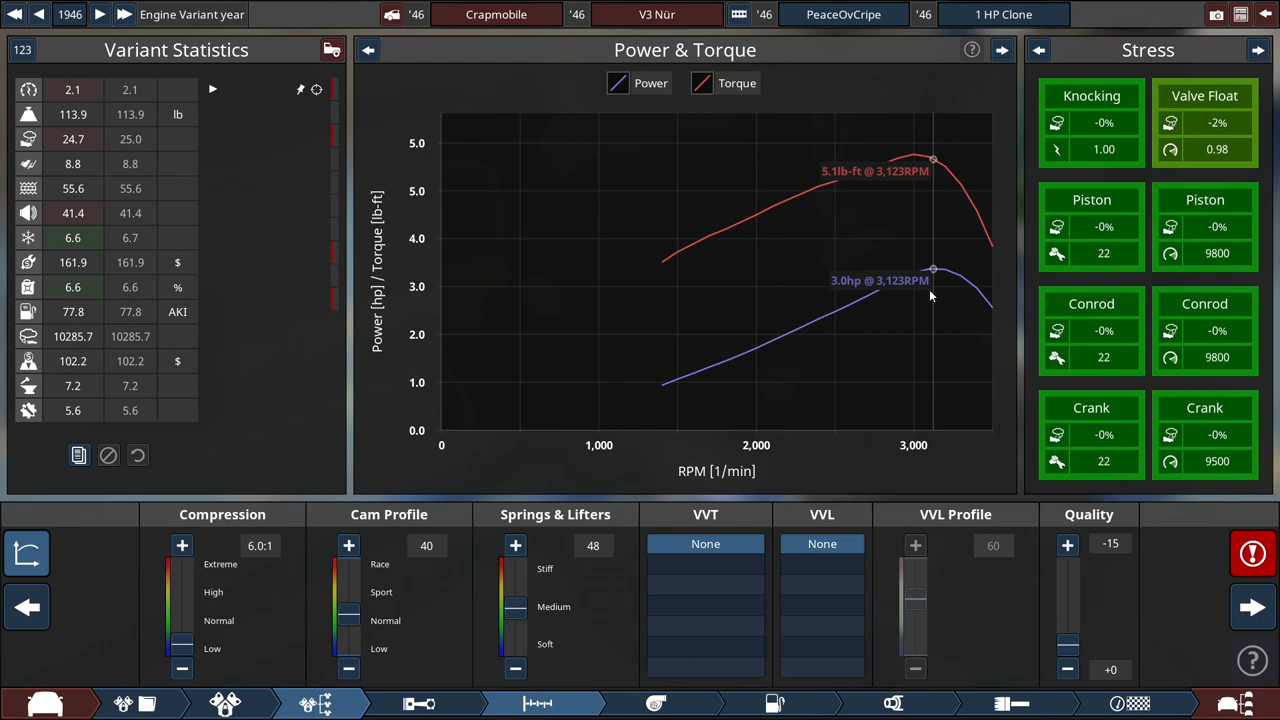 1946 Engine Variant year '46 Crapmobile '46 V3 Nür '46 PeaceOvCripe '46 1 HP Clone
123 Variant Statistics
Power & Torque
Stress
Power Torque
2.1 2.1
113.9 113.9 lb
24.7 25.0
8.8 8.8
55.6 55.6
41.4 41.4
6.6 6.7
161.9 161.9 $
6.6 6.8 %
77.8 77.8 AKI
10285.7 10285.7
102.2 102.2 $
7.2 7.2
5.6 5.6
Power [hp] / Torque [lb-ft]
5.0
5.0
4.0
3.0
2.0
1.0
0.0
5.1lb-ft @ 3,123RPM
3.0hp @ 3,123RPM
0 1,000 2,000 3,000
RPM [1/min]
Knocking
-0%
1.00
Valve Float
-2%
0.98
Piston
-0%
22
Piston
-0%
9800
Conrod
-0%
22
Conrod
-0%
9800
Crank
-0%
22
Crank
-0%
9500
Compression
6.0:1
Extreme
High
Normal
Low
Cam Profile
40
Race
Sport
Normal
Low
Springs & Lifters
48
Stiff
Medium
Soft
VVT
None
VVL
None
VVL Profile
60
Quality
-15
+0